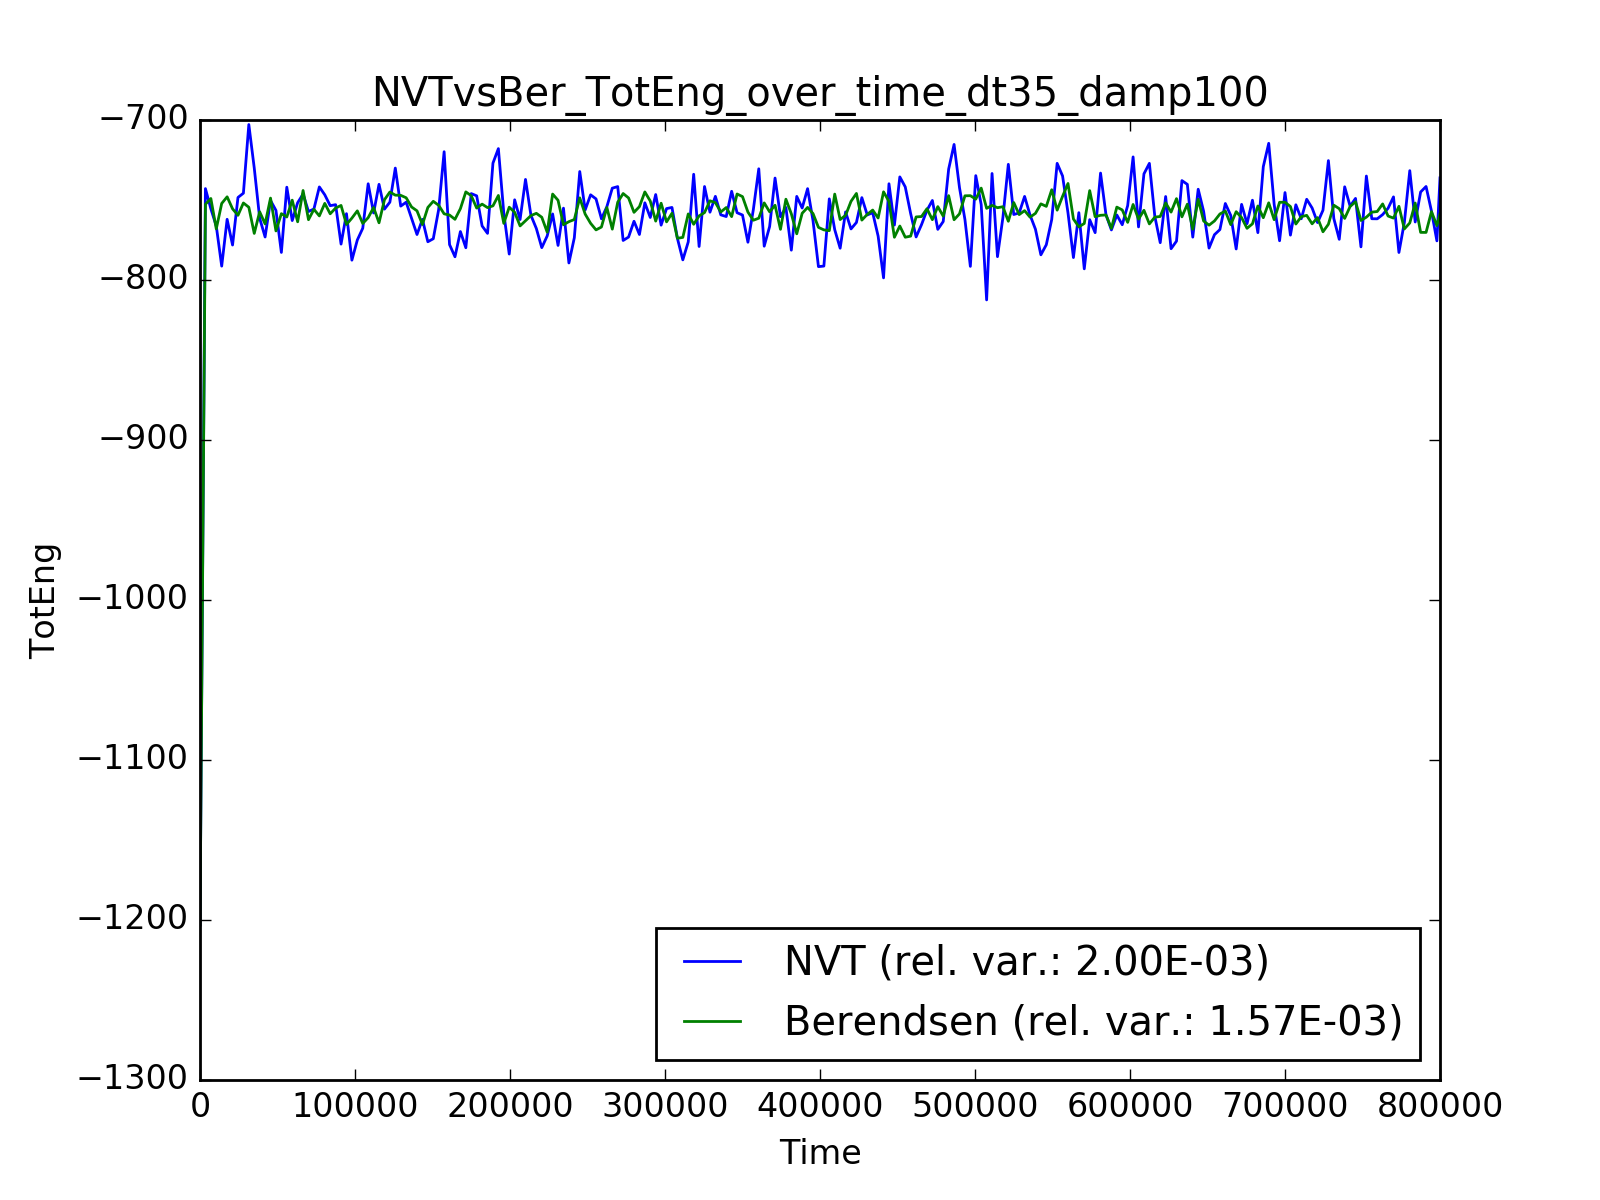 NVTvsBer_TotEng_over_time_dt35_damp100
−700
−800
−900
−1000
−1100
−1200
−1300
TotEng
NVT (rel. var.: 2.00E-03)
Berendsen (rel. var.: 1.57E-03)
0 100000 200000 300000 400000 500000 600000 700000 800000
Time